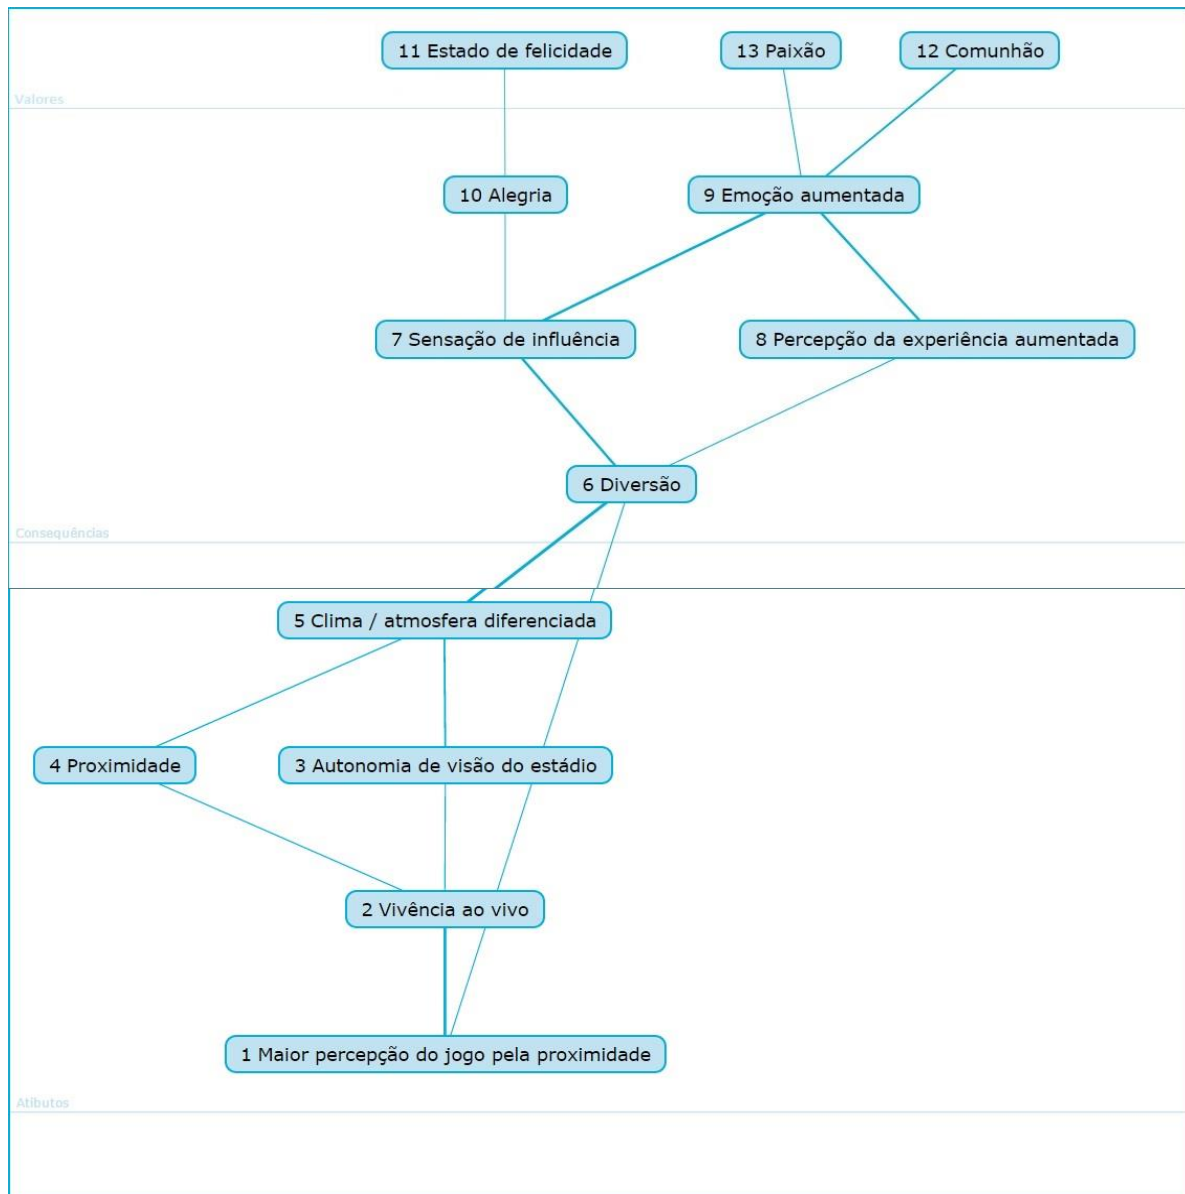 11 Estado de felicidade
13 Paixão
12 Comunhão
Valores
10 Alegria
9 Emoção aumentada
7 Sensação de influência
8 Percepção da experiência aumentada
6 Diversão
Consequências
5 Clima / atmosfera diferenciada
4 Proximidade
3 Autonomia de visão do estádio
2 Vivência ao vivo
1 Maior percepção do jogo pela proximidade
Atibutos